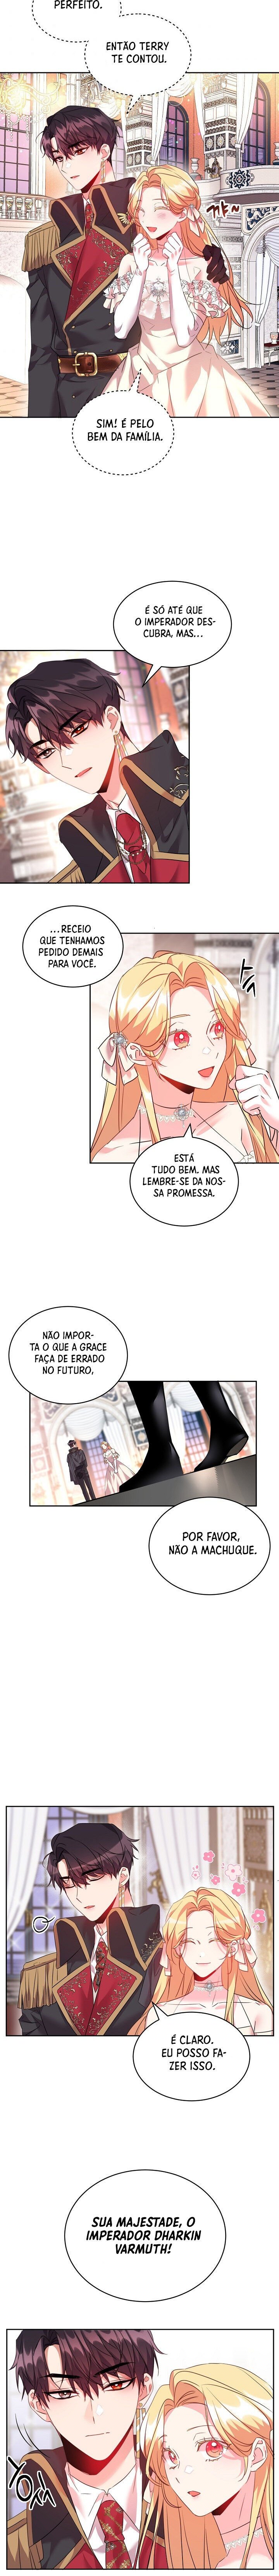 PERFEITO.
ENTÃO TERRY
TE CONTOU.
SIM! É PELO
BEM DA FAMÍLIA.
É SÓ ATÉ QUE
O IMPERADOR DES-
CUBRA, MAS...
...RECEIO
QUE TENHAMOS
PEDIDO DEMAIS
PARA VOCÊ.
ESTÁ
TUDO BEM. MAS
LEMBRE-SE DA NOS-
SA PROMESSA.
NÃO IMPOR-
TA O QUE A GRACE
FAÇA DE ERRADO
NO FUTURO,
POR FAVOR,
NÃO A MACHUQUE.
É CLARO.
EU POSSO FA-
ZER ISSO.
SUA MAJESTADE, O
IMPERADOR DHARKIN
VARMUTH!